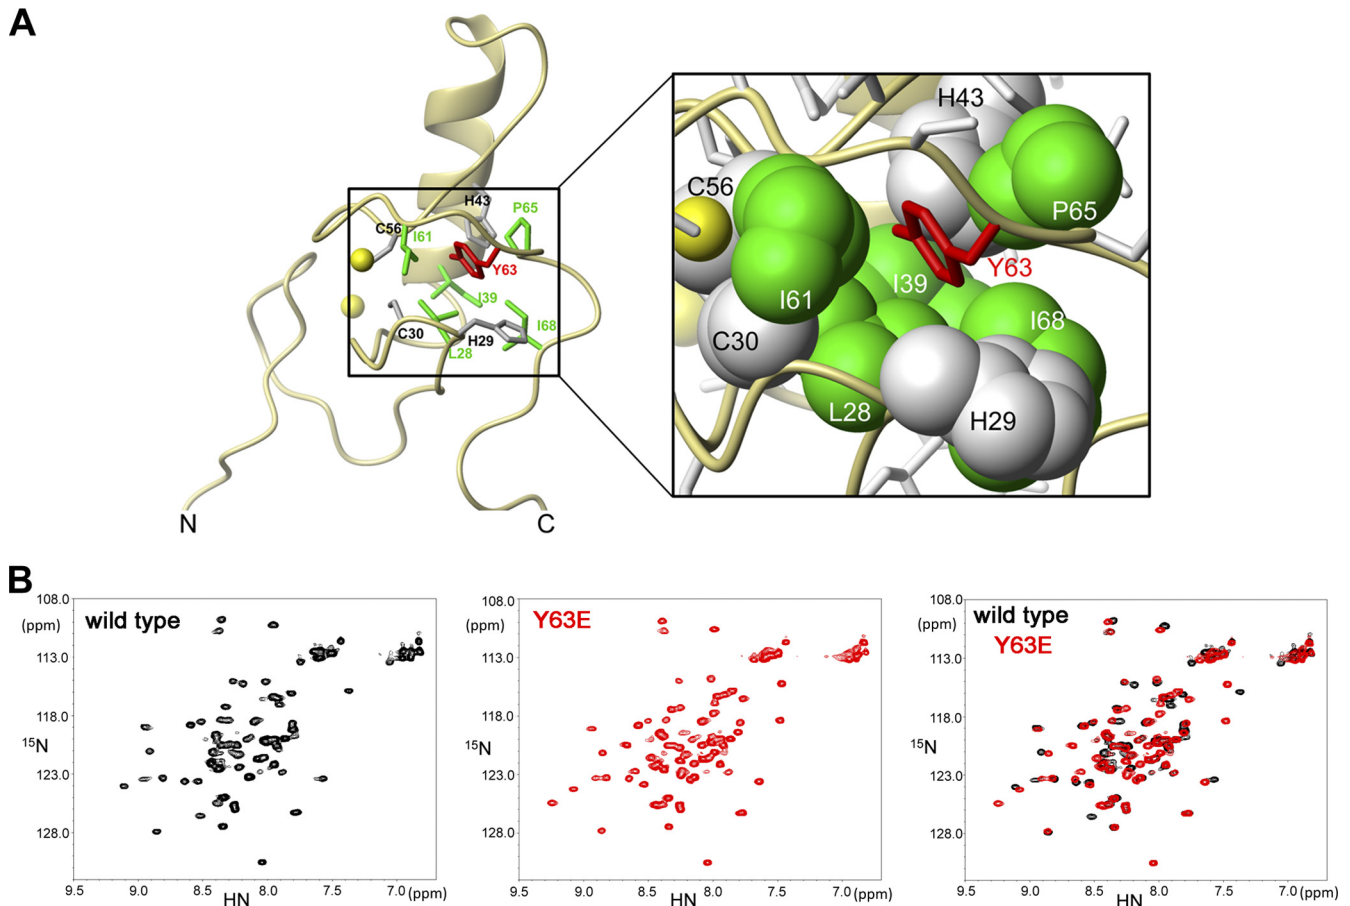 A
H43
C56
I61
P65
Y63
I39
C30
L28
H29
I68
N
C
H43
C56
P65
Y63
I39
I61
I68
C30
L28
H29
B
108.0
(ppm)
113.0
118.0
15N
123.0
128.0
wild type
9.5
9.0
8.5
8.0
7.5
7.0
(ppm)
HN
108.0
(ppm)
113.0
118.0
15N
123.0
128.0
Y63E
9.5
9.0
8.5
8.0
7.5
7.0
(ppm)
HN
108.0
(ppm)
113.0
118.0
15N
123.0
128.0
wild type
Y63E
9.5
9.0
8.5
8.0
7.5
7.0
(ppm)
HN